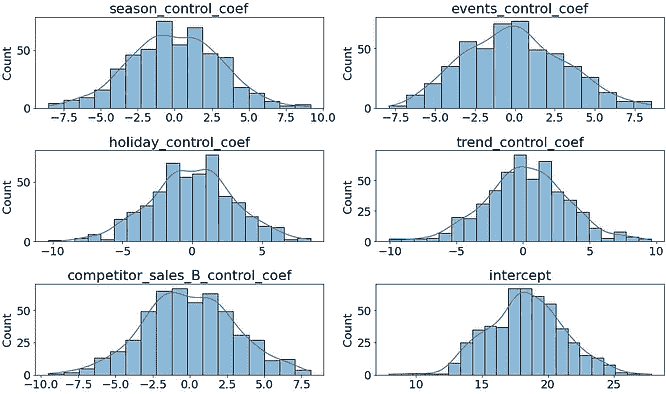 season_control_coef
events_control_coef
Count
50
0
-7.5 -5.0 -2.5 0.0 2.5 5.0 7.5 10.0
Count
50
0
-7.5 -5.0 -2.5 0.0 2.5 5.0 7.5
holiday_control_coef
trend_control_coef
Count
50
0
-10 -5 0 5
Count
50
25
0
-10 -5 0 5 10
competitor_sales_B_control_coef
intercept
Count
50
25
0
-10.0 -7.5 -5.0 -2.5 0.0 2.5 5.0 7.5
Count
50
0
10 15 20 25